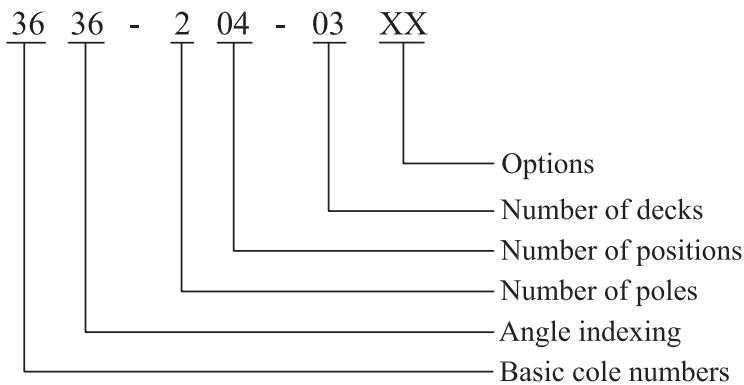 36 36 - 2 04 - 03 XX
Options
Number of decks
Number of positions
Number of poles
Angle indexing
Basic cole numbers